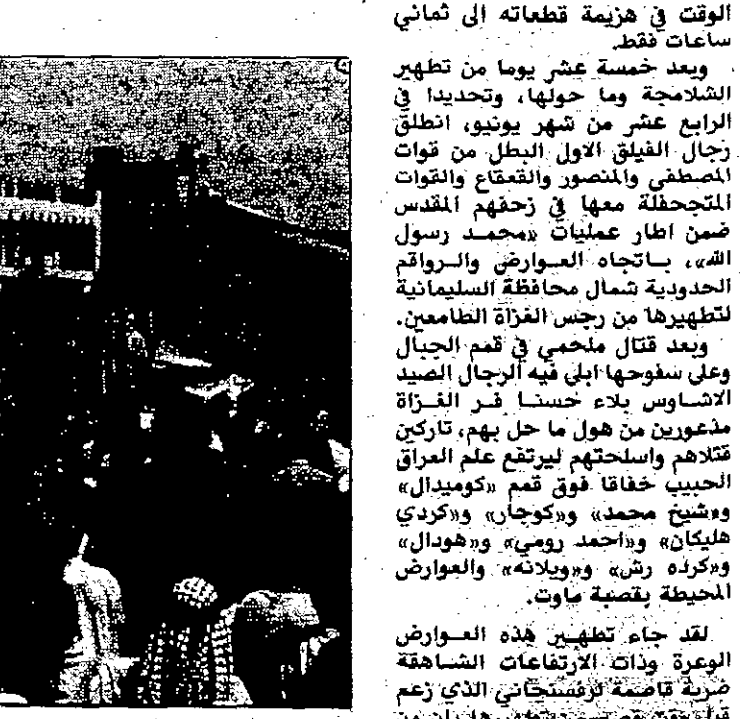 الوقت في هزيمة قطعاته الى ثماني
ساعات فقط.
وبعد خمسة عشر يوما من تطهير
الشلامجة وما حولها، وتحديدا في
الرابع عشر من شهر يونيو، انطلق
رجال الفيلق الاول البطل من قوات
المصطفى والمنصور والقعقاع والقوات
المتجحفلة معها في زحفهم المقدس
ضمن اطار عمليات «محمد رسول
الله»، باتجاه العوارض والرواقم
الحدودية شمال محافظة السليمانية
لتطهيرها من رجس الغزاة الطامعين.
وبعد قتال ملحمي في قمم الجبال
وعلى سفوحها ابلى فيه الرجال الصيد
الاشاوس بلاء حسنا فر الغزاة
مذعورين من هول ما حل بهم، تاركين
قتلاهم واسلحتهم ليرتفع علم العراق
الحبيب خفاقا فوق قمم «كوميدال»
و«شيخ محمد» و«كوجار» و«كردي
هليكان» و«احمد رومي» و«هودال»
و«كرده رش» و«ويلانه» والعوارض
المحيطة بقصبة ماوت.
لقد جاء تطهير هذه العوارض
الوعرة وذات الارتفاعات الشاهقة
ضربة قاصمة لرفسنجاني الذي زعم